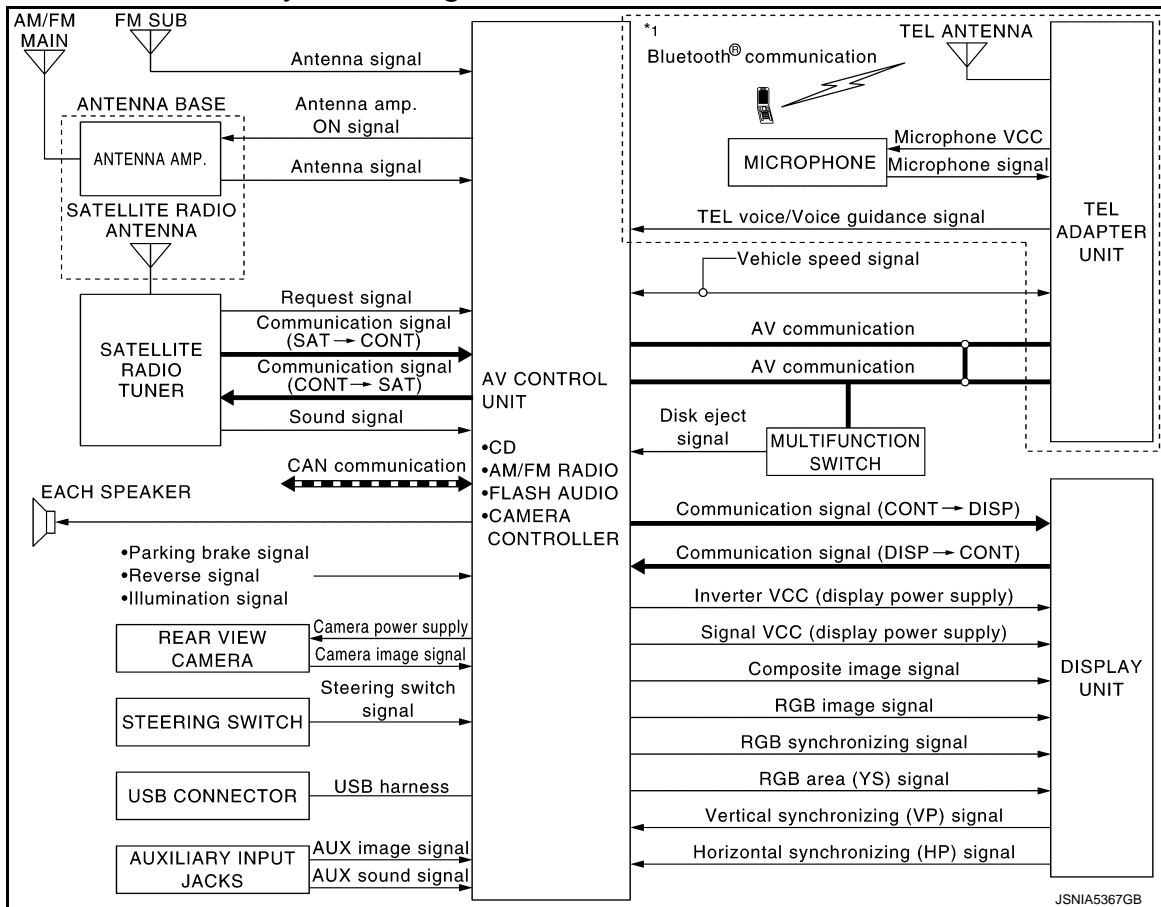 AM/FM
MAIN
FM SUB
Antenna signal
ANTENNA BASE
Antenna amp.
ON signal
ANTENNA AMP.
Antenna signal
SATELLITE RADIO
ANTENNA
Request signal
Communication signal
(SAT → CONT)
SATELLITE
RADIO
TUNER
Communication signal
(CONT → SAT)
Sound signal
CAN communication
EACH SPEAKER
•Parking brake signal
•Reverse signal
•Illumination signal
REAR VIEW
CAMERA
Camera power supply
Camera image signal
STEERING SWITCH
Steering switch
signal
USB CONNECTOR
USB harness
AUXILIARY INPUT
JACKS
AUX image signal
AUX sound signal
AV CONTROL
UNIT
•CD
•AM/FM RADIO
•FLASH AUDIO
•CAMERA
CONTROLLER
*1
Bluetooth® communication
TEL ANTENNA
MICROPHONE
Microphone VCC
Microphone signal
TEL voice/Voice guidance signal
TEL
ADAPTER
UNIT
Vehicle speed signal
AV communication
AV communication
Disk eject
signal
MULTIFUNCTION
SWITCH
Communication signal (CONT → DISP)
Communication signal (DISP → CONT)
Inverter VCC (display power supply)
Signal VCC (display power supply)
Composite image signal
RGB image signal
RGB synchronizing signal
RGB area (YS) signal
Vertical synchronizing (VP) signal
Horizontal synchronizing (HP) signal
DISPLAY
UNIT
JSNIA5367GB